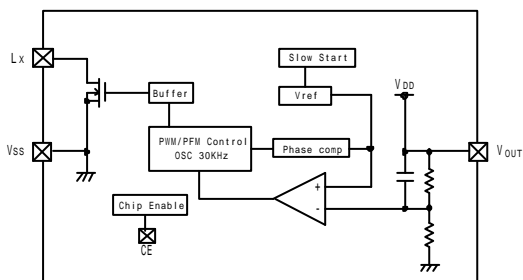 Slow Start
Lx
VDD
Buffer
Vref
PWM/PFM Control
OSC 30KHz
Phase comp
VSS
VOUT
+
-
Chip Enable
CE